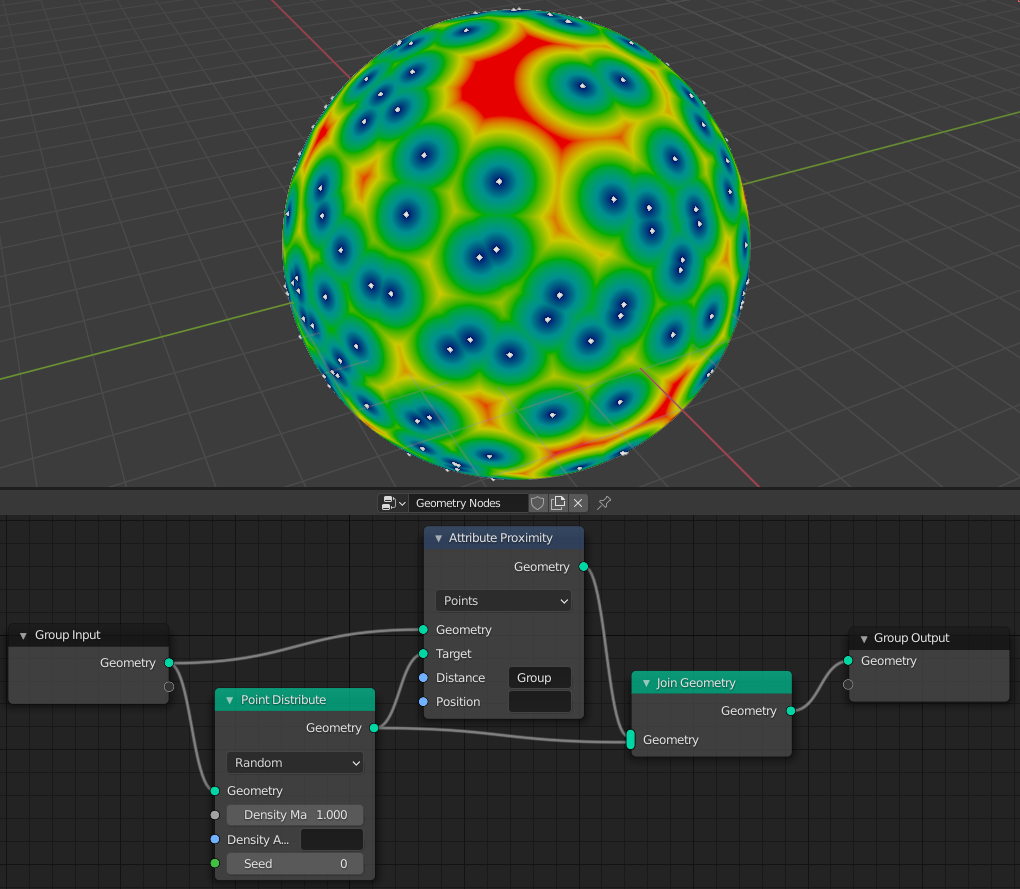 Geometry Nodes
Attribute Proximity
Geometry
Points
Geometry
Target
Distance Group
Position
Group Input
Geometry
Point Distribute
Geometry
Random
Geometry
Density Ma 1.000
Density A...
Seed 0
Join Geometry
Geometry
Geometry
Group Output
Geometry